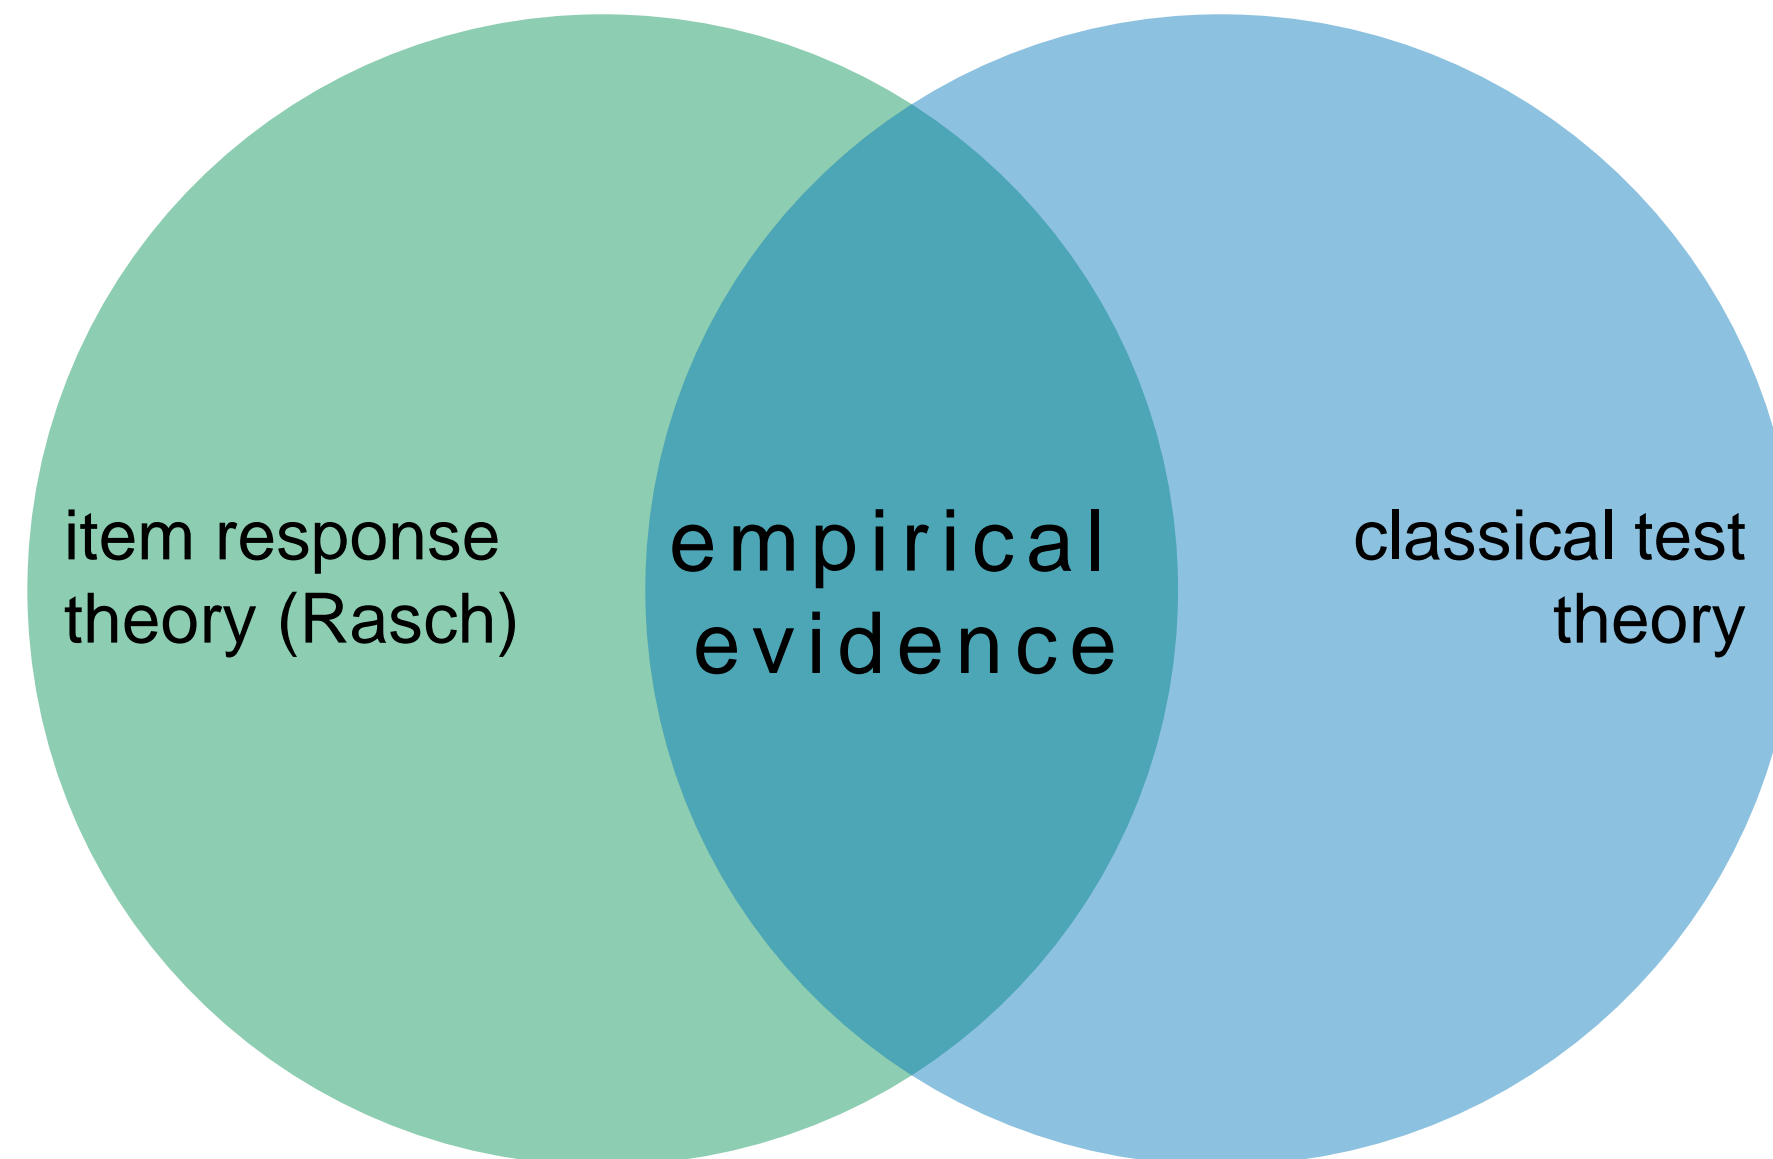 item response
theory (Rasch)
empirical
evidence
classical test
theory